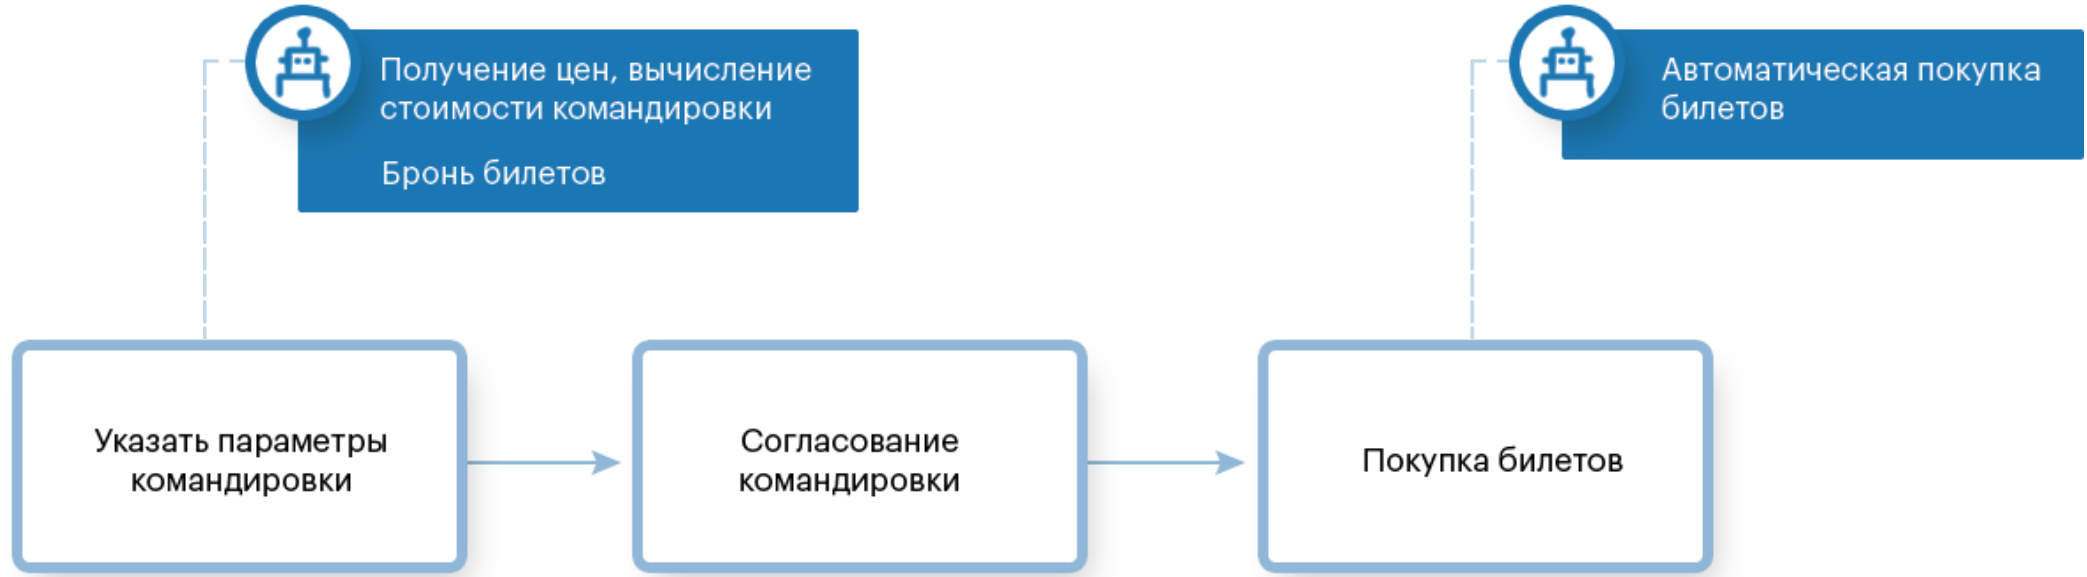 Получение цен, вычисление
стоимости командировки
Бронь билетов
Автоматическая покупка
билетов
Указать параметры
командировки
Согласование
командировки
Покупка билетов